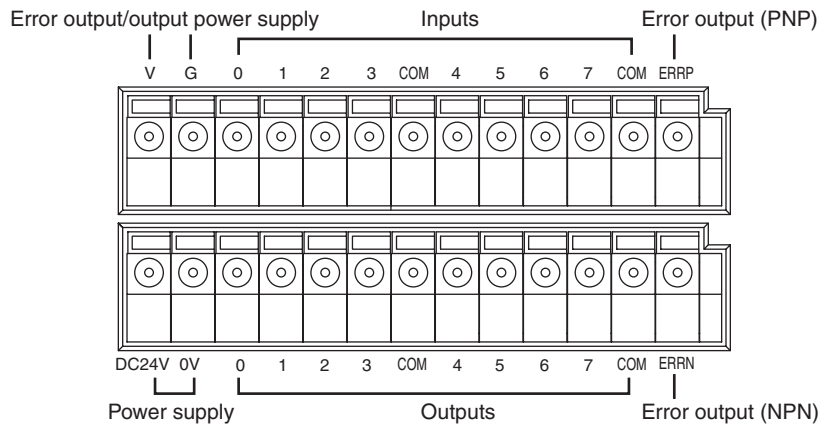 Error output/output power supply Inputs Error output (PNP)
V G 0 1 2 3 COM 4 5 6 7 COM ERRP
DC24V 0V 0 1 2 3 COM 4 5 6 7 COM ERRN
Power supply Outputs Error output (NPN)